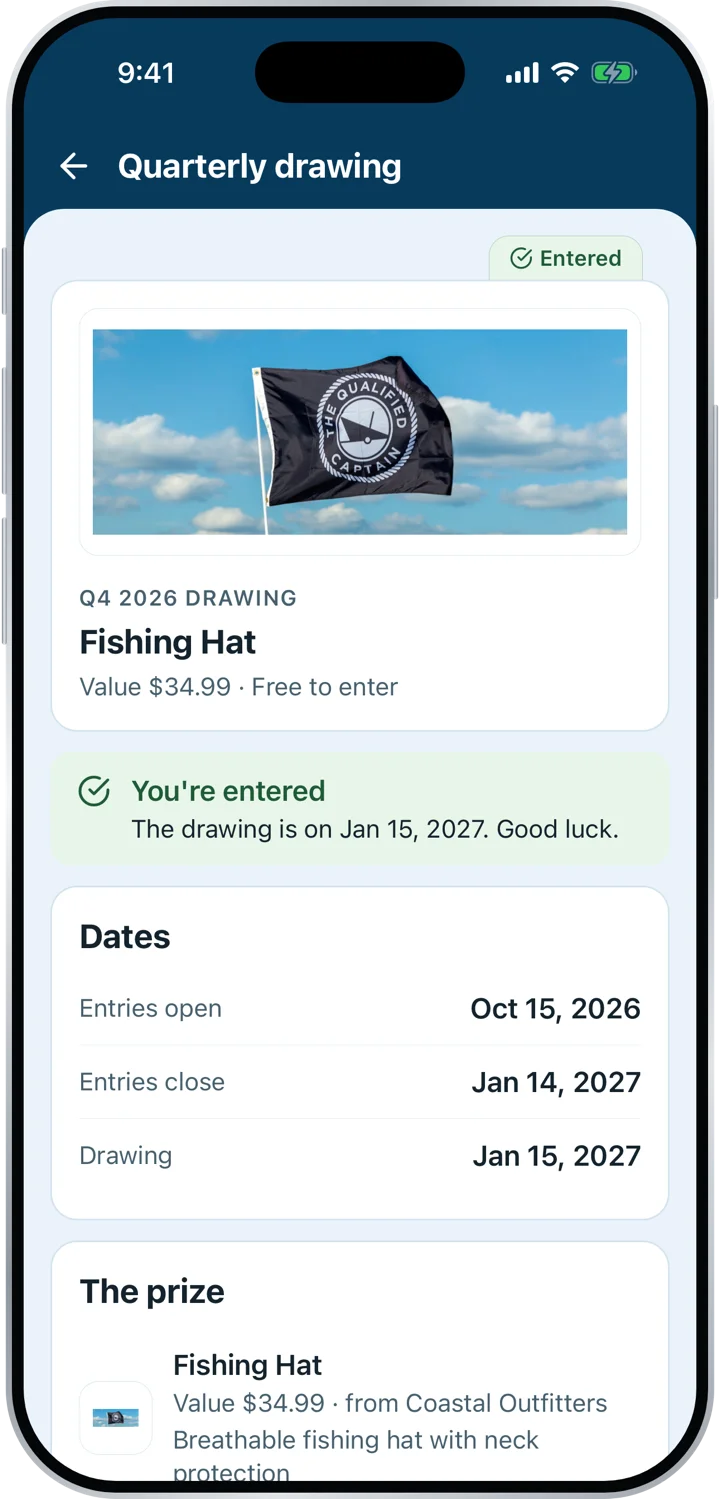 9:41
Quarterly drawing
Entered
THE QUALIFIED
CAPTAIN
Q4 2026 DRAWING
Fishing Hat
Value $34.99 · Free to enter
You're entered
The drawing is on Jan 15, 2027. Good luck.
Dates
Entries open
Oct 15, 2026
Entries close
Jan 14, 2027
Drawing
Jan 15, 2027
The prize
Fishing Hat
Value $34.99 · from Coastal Outfitters
Breathable fishing hat with neck
protection